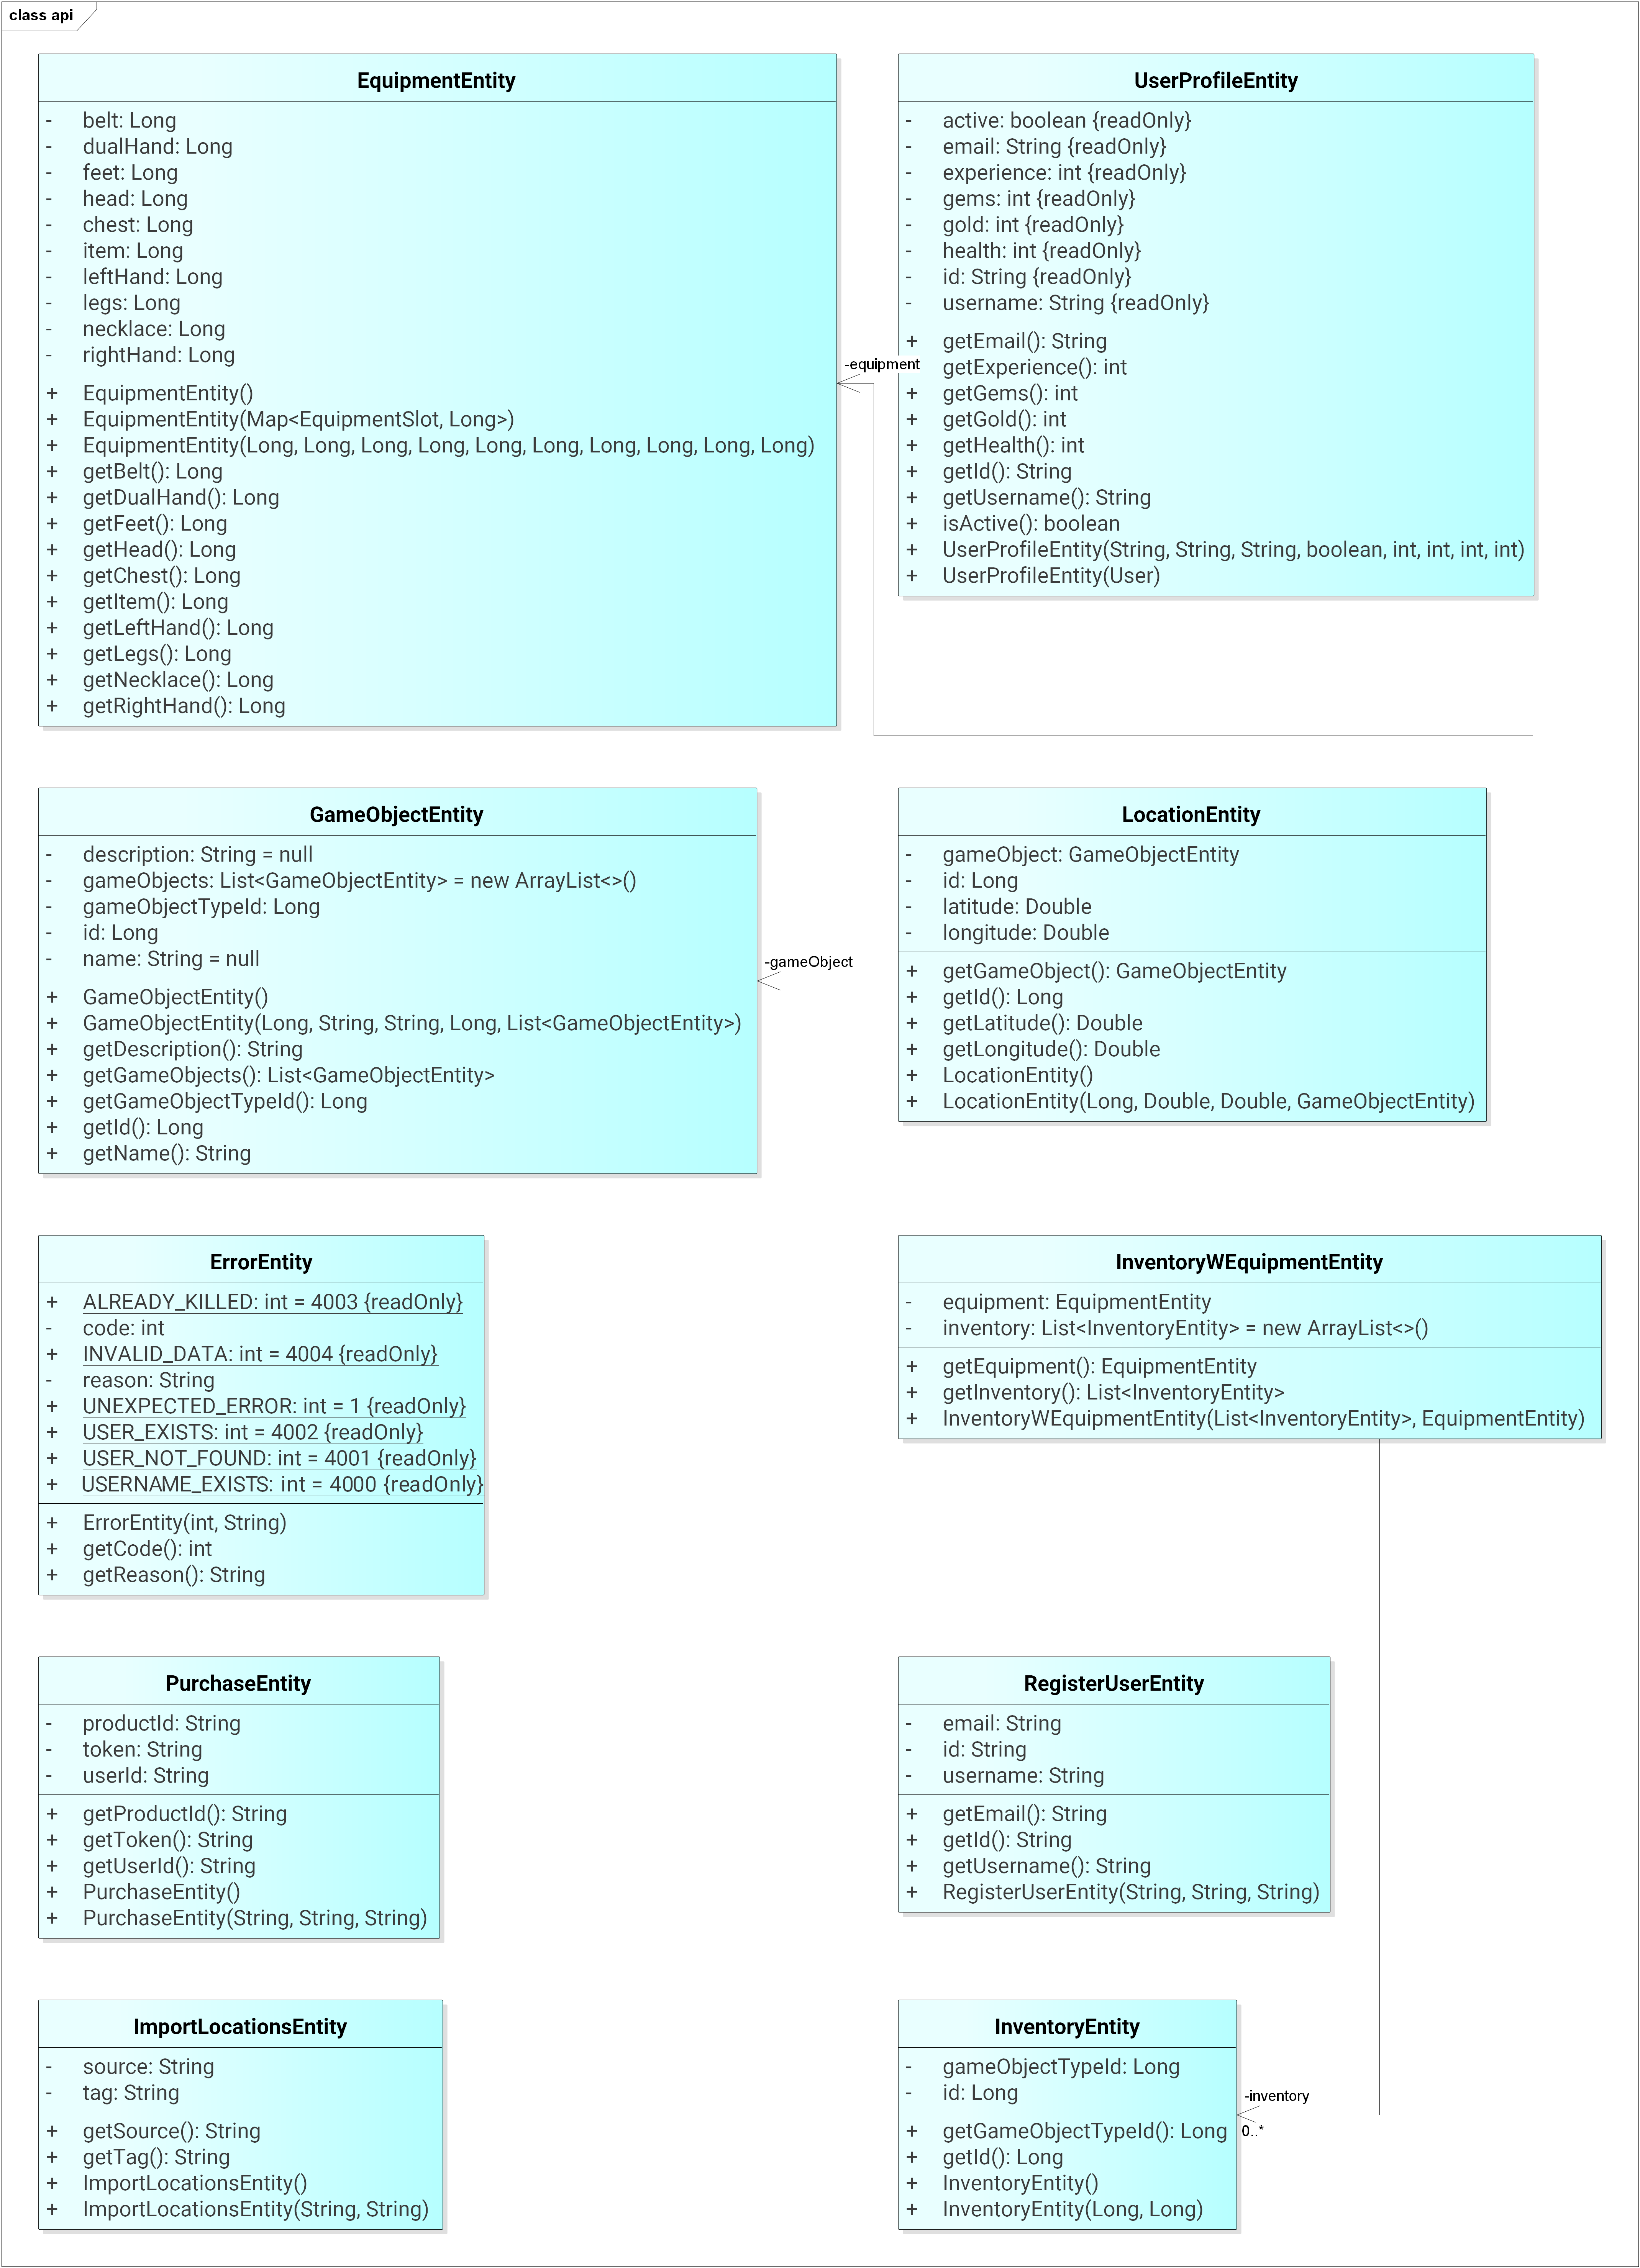 class api
EquipmentEntity
- belt: Long
- dualHand: Long
- feet: Long
- head: Long
- chest: Long
- item: Long
- leftHand: Long
- legs: Long
- necklace: Long
- rightHand: Long
+ EquipmentEntity()
+ EquipmentEntity(Map<EquipmentSlot, Long>)
+ EquipmentEntity(Long, Long, Long, Long, Long, Long, Long, Long, Long, Long)
+ getBelt(): Long
+ getDualHand(): Long
+ getFeet(): Long
+ getHead(): Long
+ getChest(): Long
+ getItem(): Long
+ getLeftHand(): Long
+ getLegs(): Long
+ getNecklace(): Long
+ getRightHand(): Long
-equipment
UserProfileEntity
- active: boolean {readOnly}
- email: String {readOnly}
- experience: int {readOnly}
- gems: int {readOnly}
- gold: int {readOnly}
- health: int {readOnly}
- id: String {readOnly}
- username: String {readOnly}
+ getEmail(): String
getExperience(): int
+ getGems(): int
+ getGold(): int
+ getHealth(): int
+ getId(): String
+ getUsername(): String
+ isActive(): boolean
+ UserProfileEntity(String, String, String, boolean, int, int, int, int)
+ UserProfileEntity(User)
GameObjectEntity
- description: String = null
- gameObjects: List<GameObjectEntity> = new ArrayList<>()
- gameObjectTypeId: Long
- id: Long
- name: String = null
+ GameObjectEntity()
+ GameObjectEntity(Long, String, String, Long, List<GameObjectEntity>)
+ getDescription(): String
+ getGameObjects(): List<GameObjectEntity>
+ getGameObjectTypeId(): Long
+ getId(): Long
+ getName(): String
-gameObject
LocationEntity
- gameObject: GameObjectEntity
- id: Long
- latitude: Double
- longitude: Double
+ getGameObject(): GameObjectEntity
+ getId(): Long
+ getLatitude(): Double
+ getLongitude(): Double
+ LocationEntity()
+ LocationEntity(Long, Double, Double, GameObjectEntity)
ErrorEntity
+ ALREADY_KILLED: int = 4003 {readOnly}
- code: int
+ INVALID_DATA: int = 4004 {readOnly}
- reason: String
+ UNEXPECTED_ERROR: int = 1 {readOnly}
+ USER_EXISTS: int = 4002 {readOnly}
+ USER_NOT_FOUND: int = 4001 {readOnly}
+ USERNAME_EXISTS: int = 4000 {readOnly}
+ ErrorEntity(int, String)
+ getCode(): int
+ getReason(): String
InventoryWEquipmentEntity
- equipment: EquipmentEntity
- inventory: List<InventoryEntity> = new ArrayList<>()
+ getEquipment(): EquipmentEntity
+ getInventory(): List<InventoryEntity>
+ InventoryWEquipmentEntity(List<InventoryEntity>, EquipmentEntity)
PurchaseEntity
- productId: String
- token: String
- userId: String
+ getProductId(): String
+ getToken(): String
+ getUserId(): String
+ PurchaseEntity()
+ PurchaseEntity(String, String, String)
RegisterUserEntity
- email: String
- id: String
- username: String
+ getEmail(): String
+ getId(): String
+ getUsername(): String
+ RegisterUserEntity(String, String, String)
ImportLocationsEntity
- source: String
- tag: String
+ getSource(): String
+ getTag(): String
+ ImportLocationsEntity()
+ ImportLocationsEntity(String, String)
InventoryEntity
- gameObjectTypeId: Long
- id: Long
+ getGameObjectTypeId(): Long
+ getId(): Long
+ InventoryEntity()
+ InventoryEntity(Long, Long)
-inventory
0..*